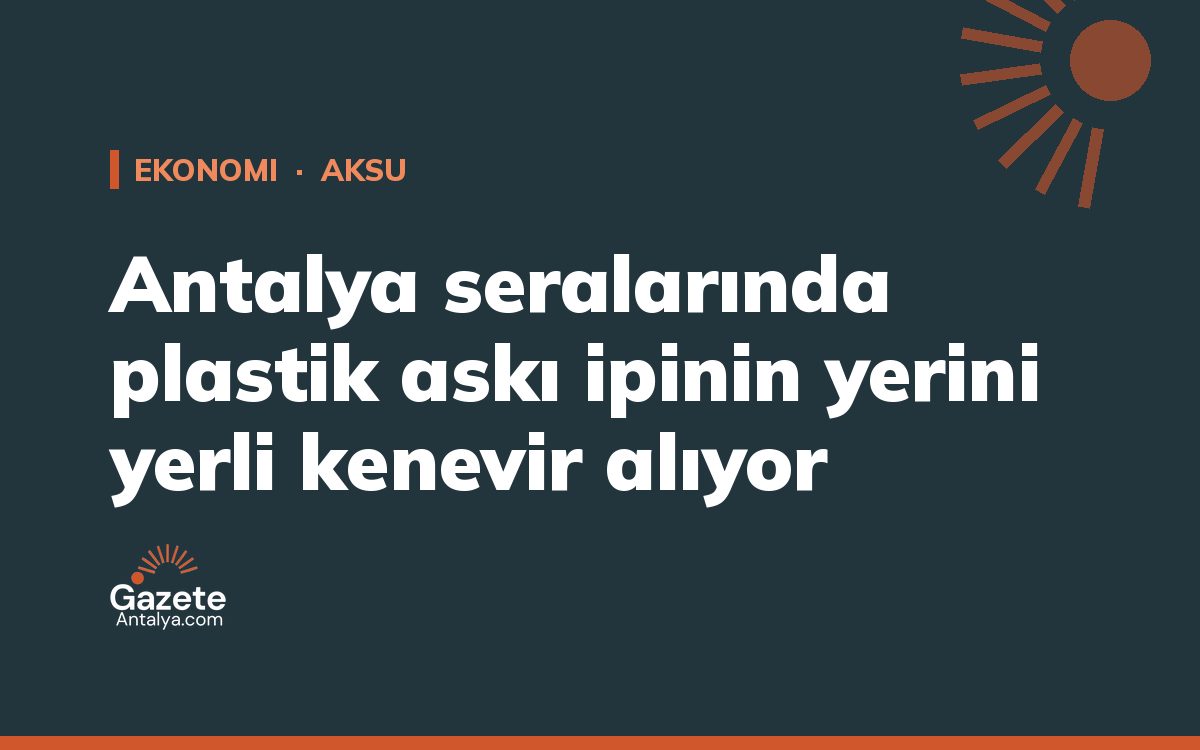 EKONOMI · AKSU
Antalya seralarında
plastik askı ipinin yerini
yerli kenevir alıyor
Gazete
Antalya.com